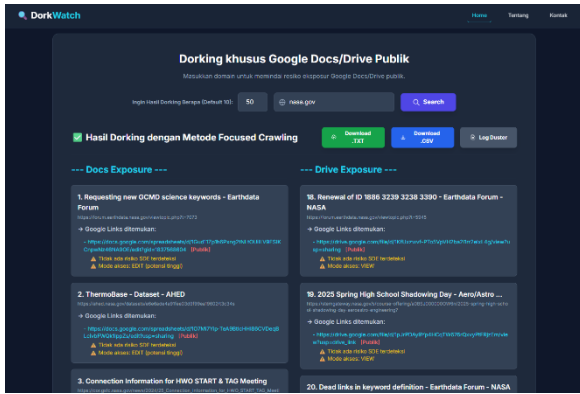 DorkWatch
Home Tentang Kontak
Dorking khusus Google Docs/Drive Publik
Masukkan domain untuk memindai resiko eksposur Google Docs/Drive publik.
Ingin Hasil Dorking Berapa (Default 10): 50 nasa.gov Search
Hasil Dorking dengan Metode Focused Crawling
Download .TXT
Download .CSV
Log Duster
--- Docs Exposure ---
1. Requesting new GCMD science keywords - Earthdata
Forum
→ Google Links ditemukan:
[Publik]
Tidak ada risiko SDE terdeteksi
Mode akses: EDIT (potensi tinggi)
2. ThermoBase - Dataset - AHED
→ Google Links ditemukan:
[Publik]
Tidak ada risiko SDE terdeteksi
Mode akses: EDIT (potensi tinggi)
3. Connection Information for HWO START & TAG Meeting
--- Drive Exposure ---
18. Renewal of ID 1886 3239 3238 3390 - Earthdata Forum -
NASA
→ Google Links ditemukan:
[Publik]
Tidak ada risiko SDE terdeteksi
Mode akses: VIEW
19. 2025 Spring High School Shadowing Day - Aero/Astro ...
→ Google Links ditemukan:
[Publik]
Tidak ada risiko SDE terdeteksi
Mode akses: VIEW
20. Dead links in keyword definition - Earthdata Forum - NASA